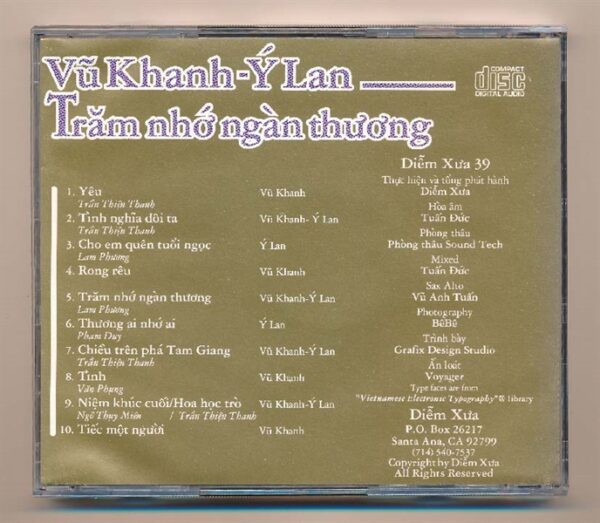 Vũ Khanh - Ý Lan
Trăm nhớ ngàn thương
COMPACT
disc
DIGITAL AUDIO
1. Yêu Vũ Khanh
Trần Thiện Thanh
2. Tình nghĩa đôi ta Vũ Khanh- Ý Lan
Trần Thiện Thanh
3. Cho em quên tuổi ngọc Ý Lan
Lam Phương
4. Rong rêu Vũ Khanh
5. Trăm nhớ ngàn thương Vũ Khanh-Ý Lan
Lam Phương
6. Thương ai nhớ ai Ý Lan
Phạm Duy
7. Chiều trên phá Tam Giang Vũ Khanh-Ý Lan
Trần Thiện Thanh
8. Tình Vũ Khanh
Văn Phụng
9. Niệm khúc cuối/Hoa học trò Vũ Khanh-Ý Lan
Ngô Thụy Miên / Trần Thiện Thanh
10. Tiếc một người Vũ Khanh
Diễm Xưa 39
Thực hiện và tổng phát hành
Diễm Xưa
Hòa âm
Tuấn Đức
Phòng thâu
Phòng thâu Sound Tech
Mixed
Tuấn Đức
Sax Alto
Vũ Anh Tuấn
Photography
BêBê
Trình bày
Grafix Design Studio
Ấn loát
Voyager
Type faces are from
"Vietnamese Electronic Typography"® library
Diễm Xưa
P.O. Box 26217
Santa Ana, CA 92799
(714) 540-7537
Copyright by Diễm Xưa
All Rights Reserved